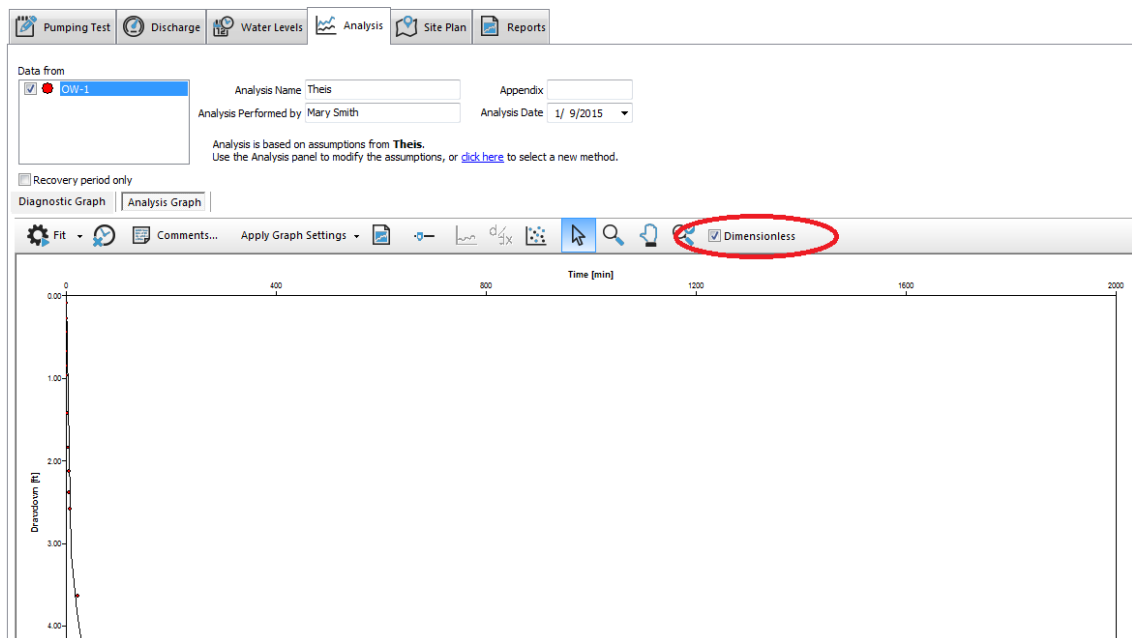 Pumping Test Discharge Water Levels Analysis Site Plan Reports
Data from
OW-1
Analysis Name Theis Appendix
Analysis Performed by Mary Smith Analysis Date 1/ 9/2015
Analysis is based on assumptions from Theis.
Use the Analysis panel to modify the assumptions, or click here to select a new method.
Recovery period only
Diagnostic Graph Analysis Graph
Fit Comments... Apply Graph Settings Dimensionless
Time [min]
0 400 800 1200 1600 2000
0.00
1.00
2.00
Drawdown [ft]
3.00
4.00